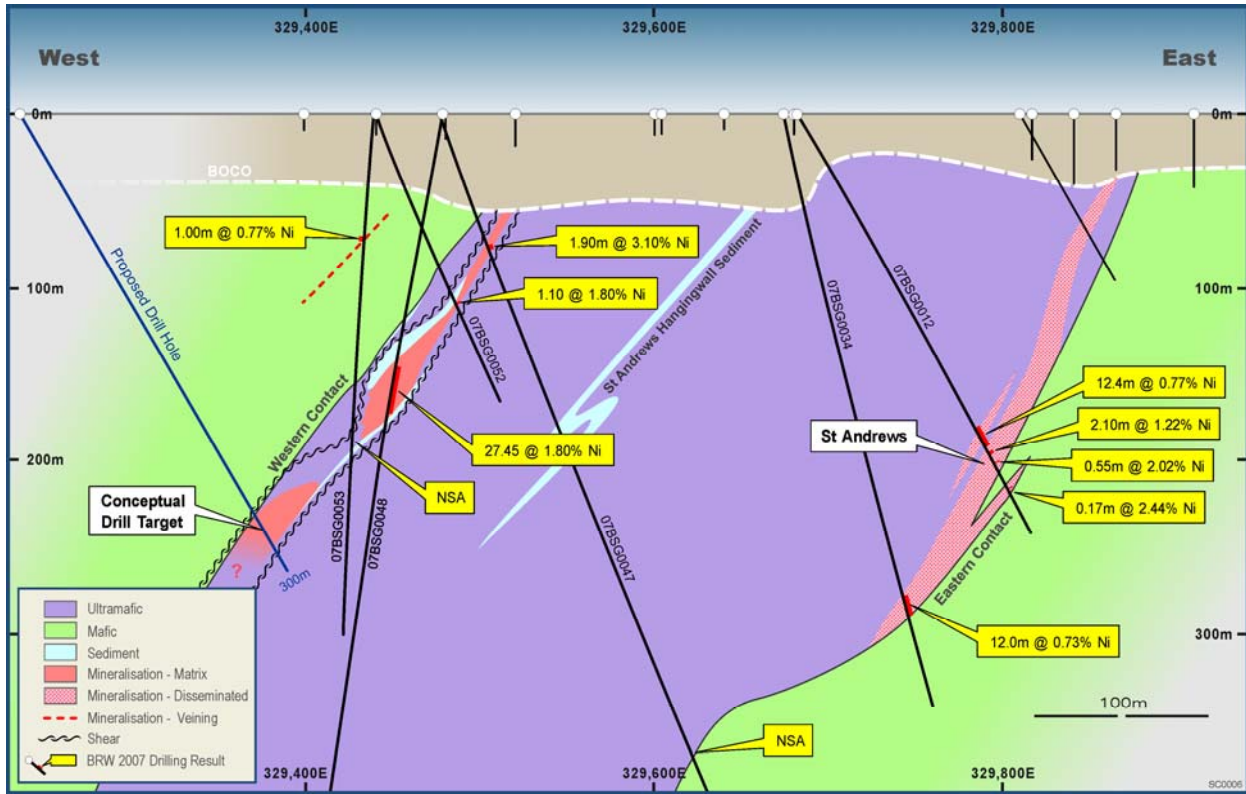 329,400E
329,600E
329,800E
West
East
0m
0m
BOCO
1.00m @ 0.77% Ni
1.90m @ 3.10% Ni
1.10 @ 1.80% Ni
Proposed Drill Hole
100m
100m
07BSG0052
St Andrews Hangingwall Sediment
07BSG0034
07BSG0012
Western Contact
12.4m @ 0.77% Ni
St Andrews
2.10m @ 1.22% Ni
27.45 @ 1.80% Ni
200m
200m
0.55m @ 2.02% Ni
NSA
0.17m @ 2.44% Ni
Conceptual
Drill Target
07BSG0053
07BSG0048
07BSG0047
Eastern Contact
?
300m
Ultramafic
Mafic
Sediment
Mineralisation - Matrix
Mineralisation - Disseminated
Mineralisation - Veining
Shear
BRW 2007 Drilling Result
12.0m @ 0.73% Ni
300m
100m
NSA
329,400E
329,600E
329,800E
SC0006